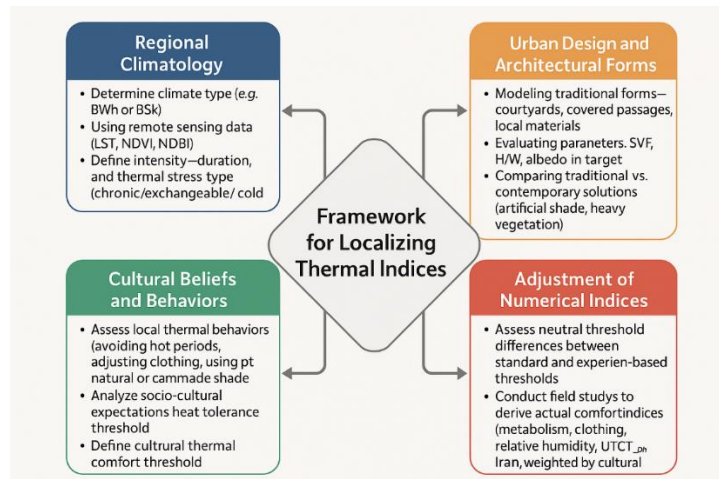 Regional
Climatology
• Determine climate type (e.g.
BWh or BSk)
• Using remote sensing data
(LST, NDVI, NDBI)
• Define intensity—duration,
and thermal stress type
(chronic/exchangeable/ cold
Urban Design and
Architectural Forms
• Modeling traditional forms—
courtyards, covered passages,
local materials
• Evaluating parameters. SVF,
H/W, albedo in target
• Comparing traditional vs.
contemporary solutions
(artificial shade, heavy
vegetation)
Framework
for Localizing
Thermal Indices
Cultural Beliefs
and Behaviors
• Assess local thermal behaviors
(avoiding hot periods,
adjusting clothing, using pt
natural or cammade shade
• Analyze socio-cultural
expectations heat tolerance
threshold
• Define cultrural thermal
comfort threshold
Adjustment of
Numerical Indices
• Assess neutral threshold
differences between
standard and experien-based
thresholds
• Conduct field studys to
derive actual comfortindices
(metabolism, clothing,
relative humidity, UTCT_ph
Iran, weighted by cultural